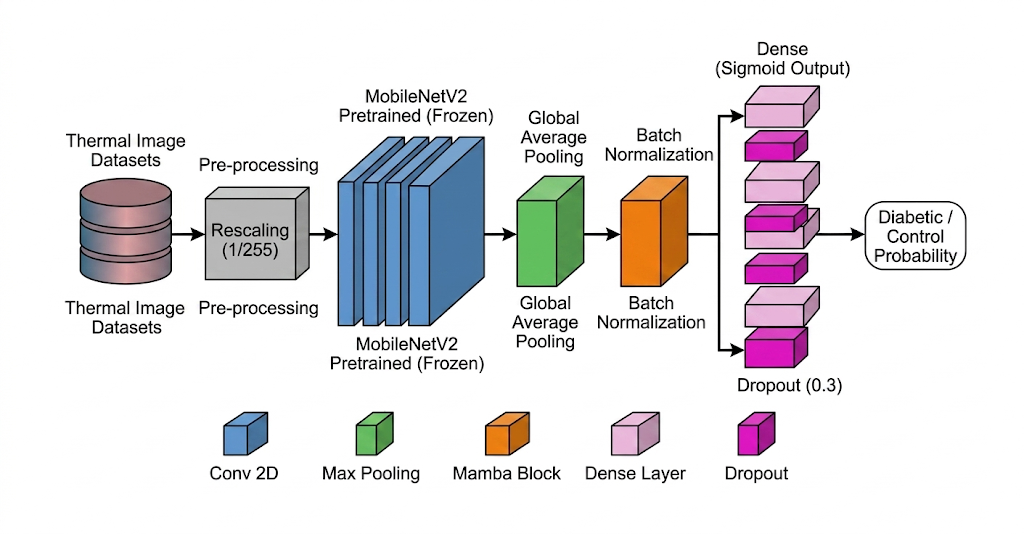 Thermal Image
Datasets
Pre-processing
Rescaling
(1/255)
MobileNetV2
Pretrained (Frozen)
Global
Average
Pooling
Batch
Normalization
Dense
(Sigmoid Output)
Diabetic /
Control
Probability
Thermal Image
Datasets
Pre-processing
MobileNetV2
Pretrained (Frozen)
Global
Average
Pooling
Batch
Normalization
Dropout (0.3)
Conv 2D
Max Pooling
Mamba Block
Dense Layer
Dropout